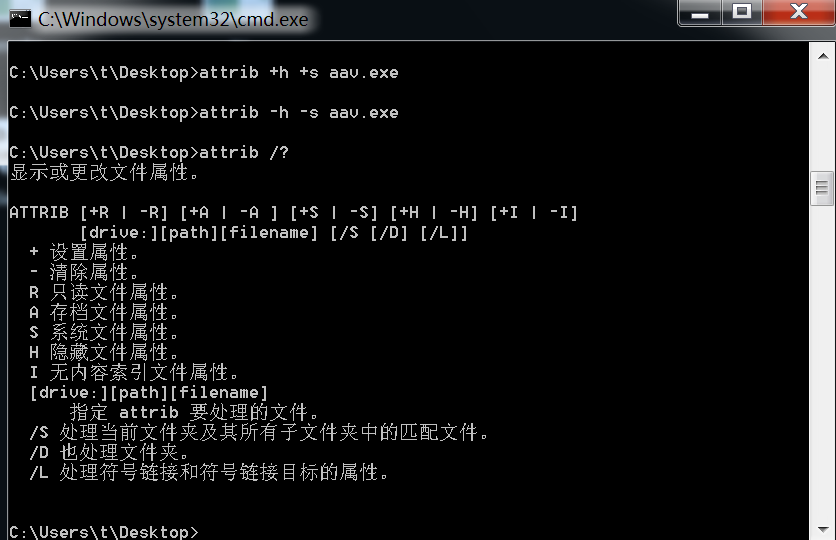 C:\Windows\system32\cmd.exe
C:\Users\t\Desktop>attrib +h +s aav.exe
C:\Users\t\Desktop>attrib -h -s aav.exe
C:\Users\t\Desktop>attrib /?
显示或更改文件属性。
ATTRIB [+R | -R] [+A | -A ] [+S | -S] [+H | -H] [+I | -I]
[drive:][path][filename] [/S [/D] [/L]]
+ 设置属性。
- 清除属性。
R 只读文件属性。
A 存档文件属性。
S 系统文件属性。
H 隐藏文件属性。
I 无内容索引文件属性。
[drive:][path][filename]
指定 attrib 要处理的文件。
/S 处理当前文件夹及其所有子文件夹中的匹配文件。
/D 也处理文件夹。
/L 处理符号链接和符号链接目标的属性。
C:\Users\t\Desktop>